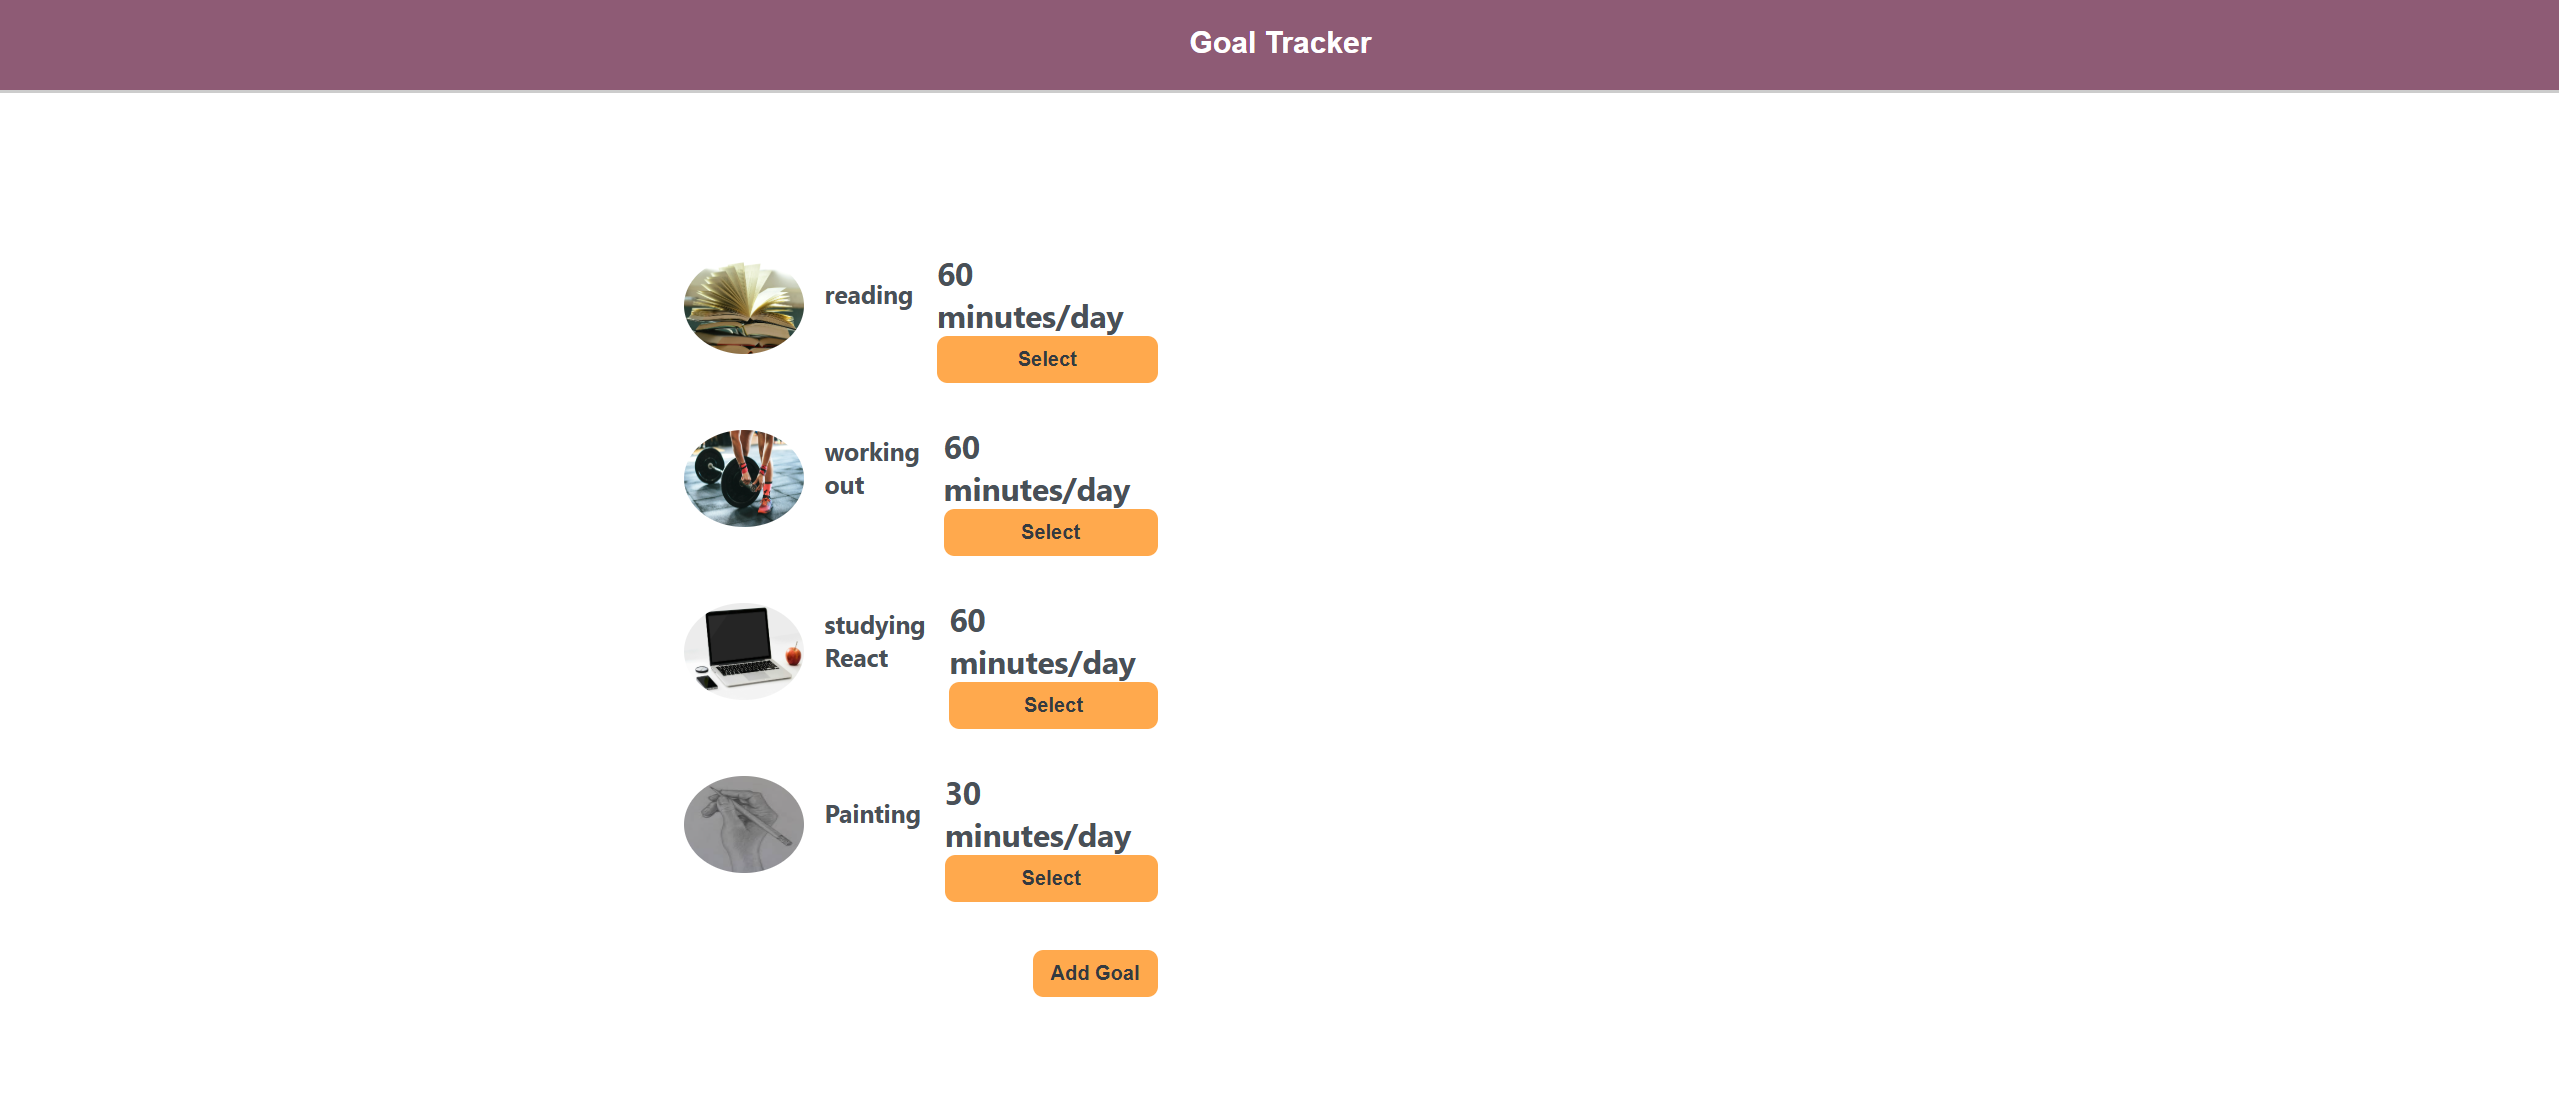 Goal Tracker
reading
60
minutes/day
Select
working
out
60
minutes/day
Select
studying
React
60
minutes/day
Select
Painting
30
minutes/day
Select
Add Goal